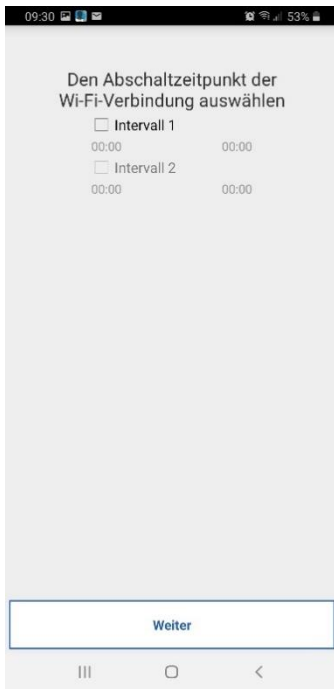 09:30 53%
Den Abschaltzeitpunkt der
Wi-Fi-Verbindung auswählen
Intervall 1
00:00 00:00
Intervall 2
00:00 00:00
Weiter